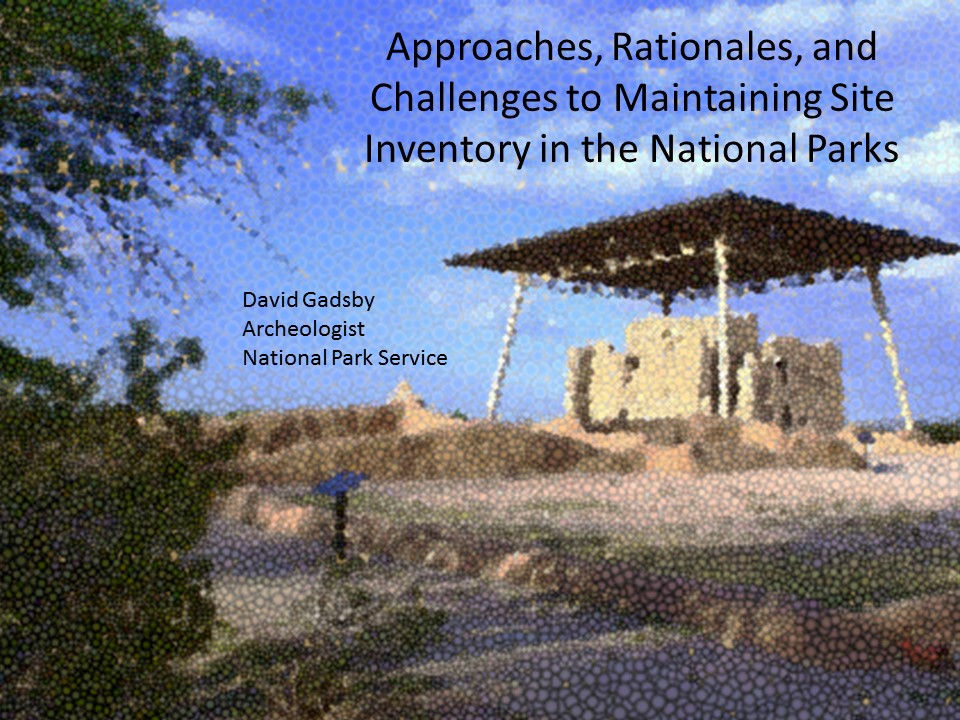 Approaches, Rationales, and
Challenges to Maintaining Site
Inventory in the National Parks
David Gadsby
Archeologist
National Park Service